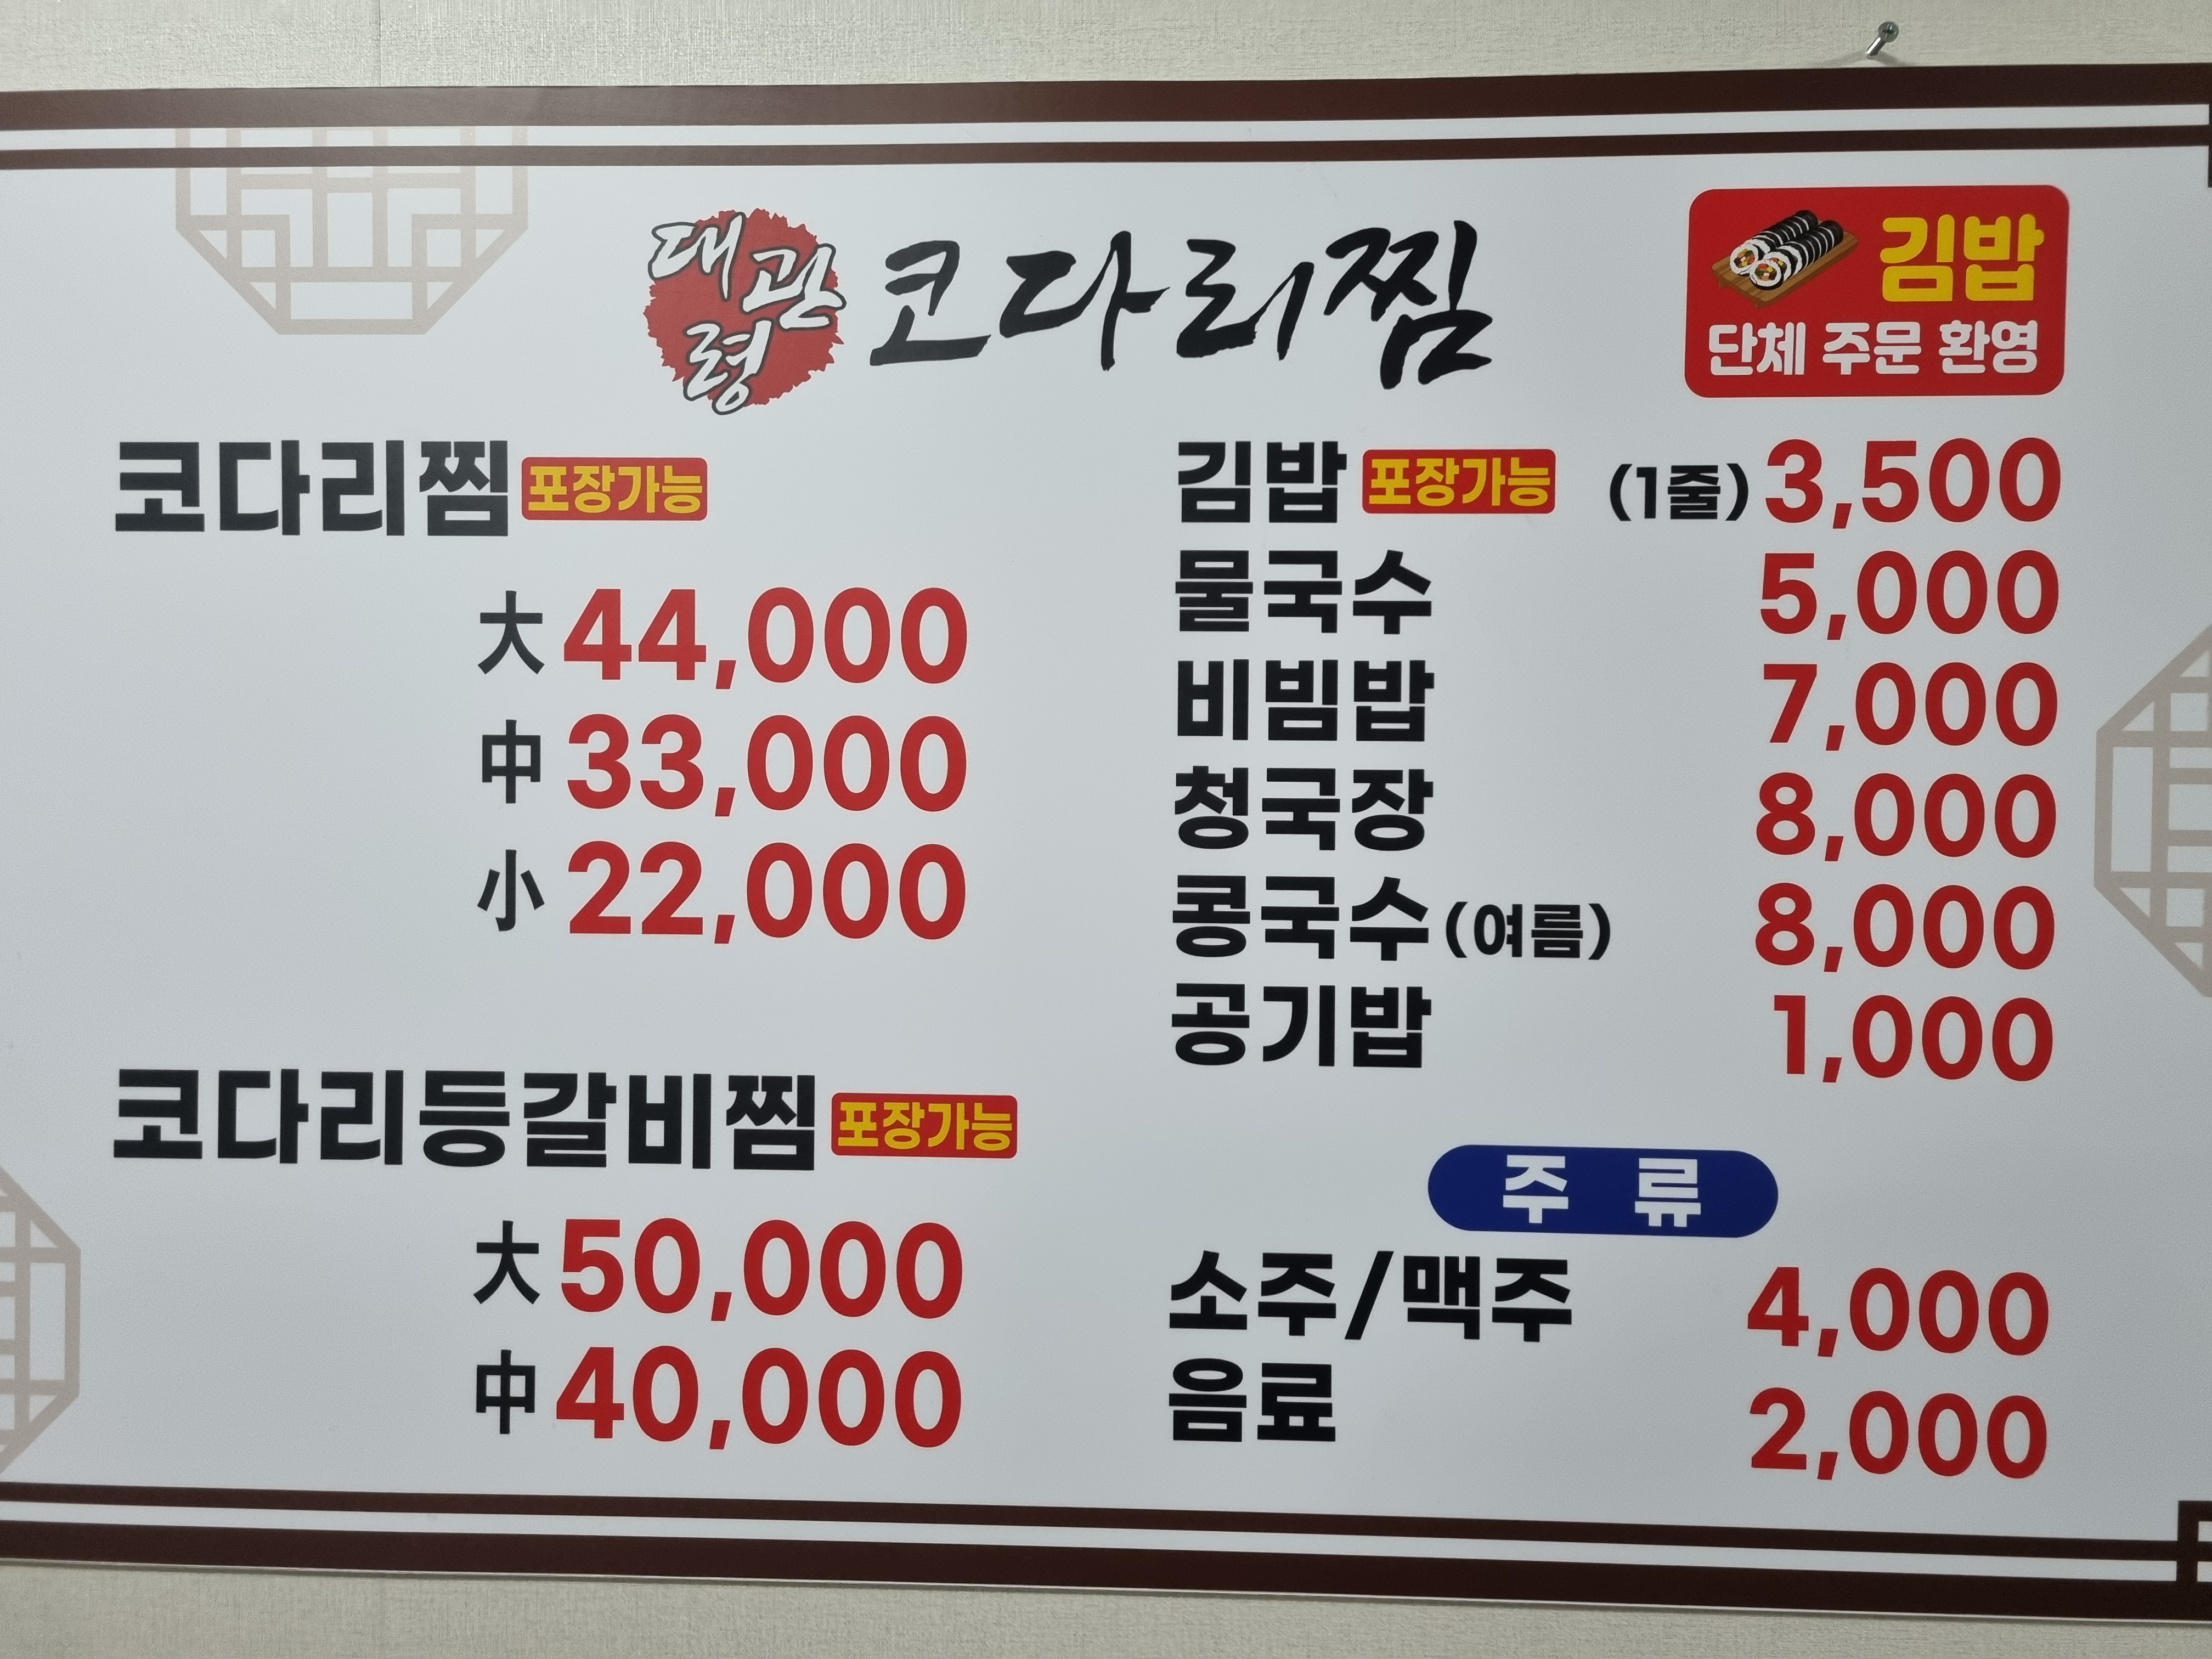 대관령 코다리찜
김밥
단체 주문 환영
코다리찜 포장가능
大 44,000
中 33,000
小 22,000
코다리등갈비찜 포장가능
大 50,000
中 40,000
김밥 포장가능 (1줄) 3,500
물국수 5,000
비빔밥 7,000
청국장 8,000
콩국수(여름) 8,000
공기밥 1,000
주 류
소주/맥주 4,000
음료 2,000